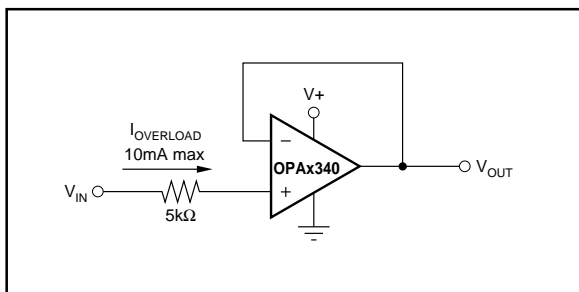 V+
I_OVERLOAD
10mA max
−
OPAx340
V_OUT
V_IN
+
5kΩ